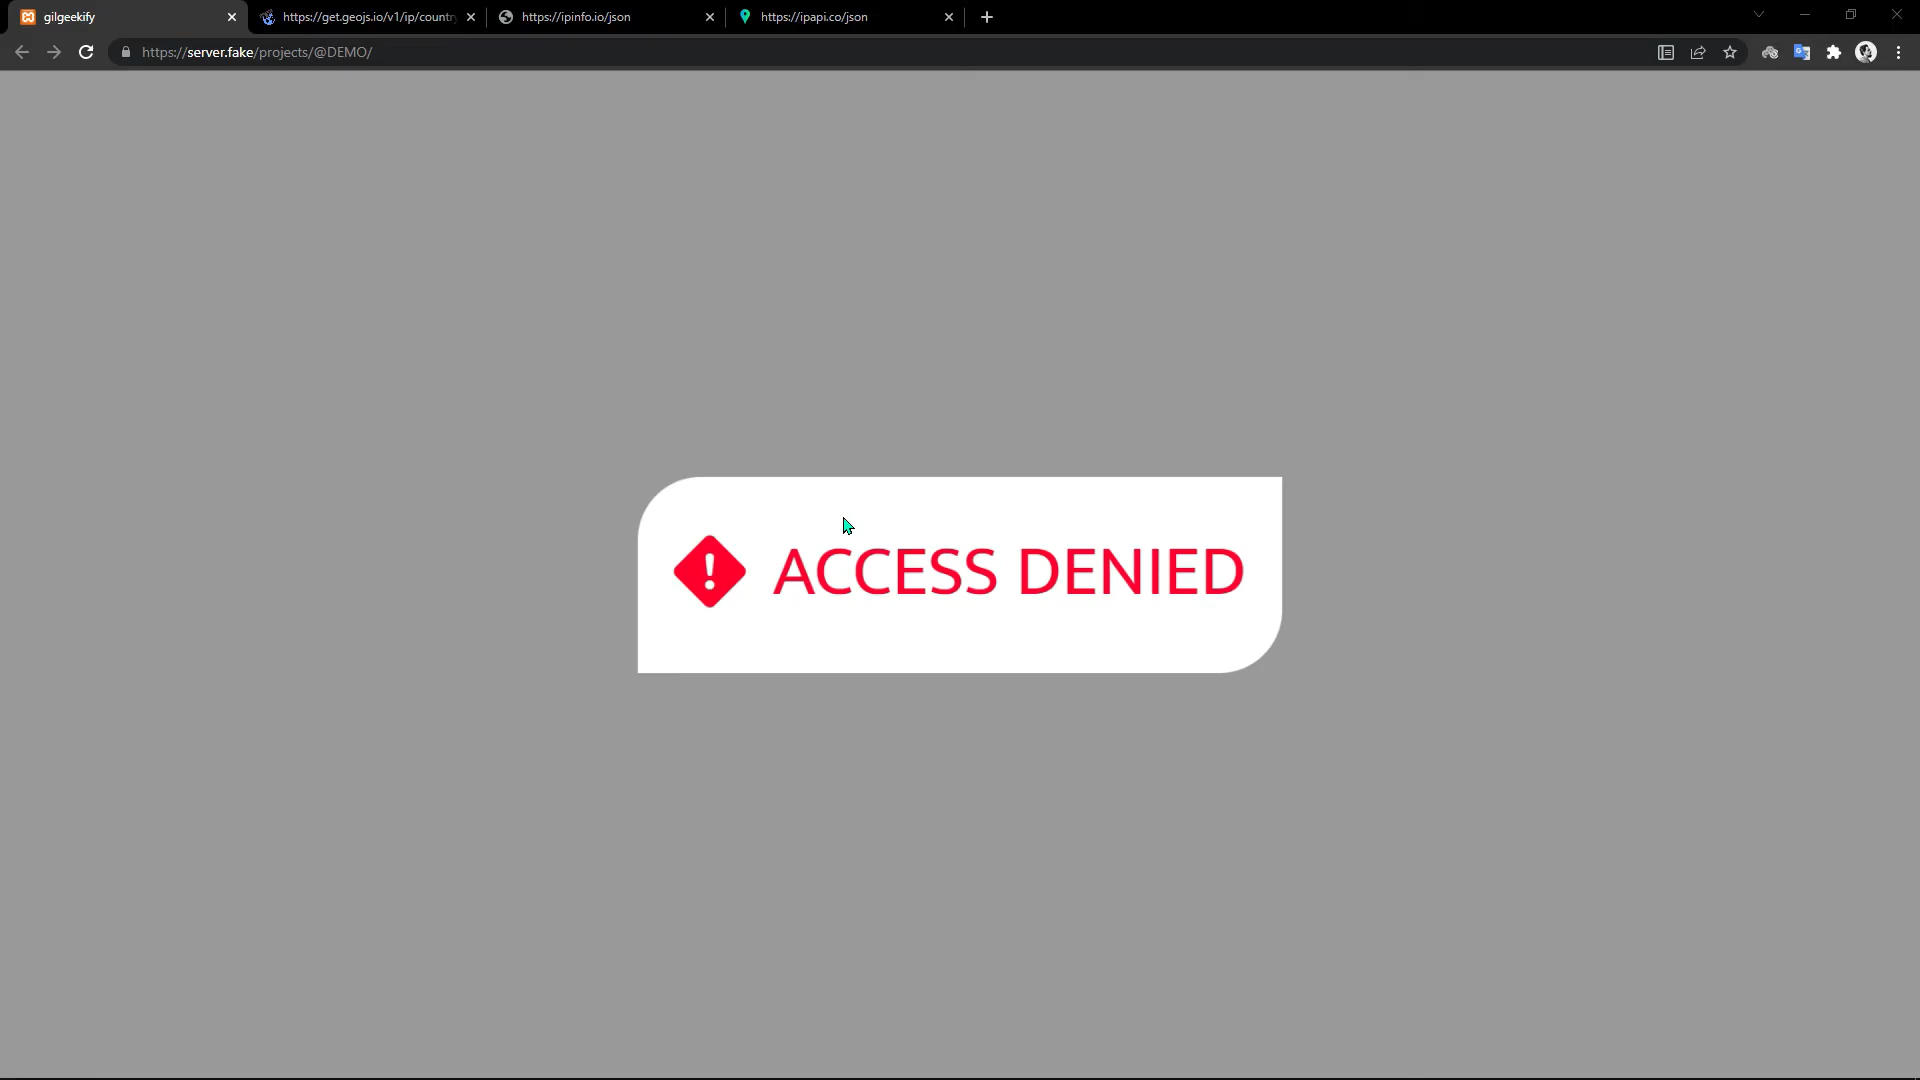 gilgeekify
https://get.geojs.io/v1/ip/country
https://ipinfo.io/json
https://ipapi.co/json
https://server.fake/projects/@DEMO/
! ACCESS DENIED